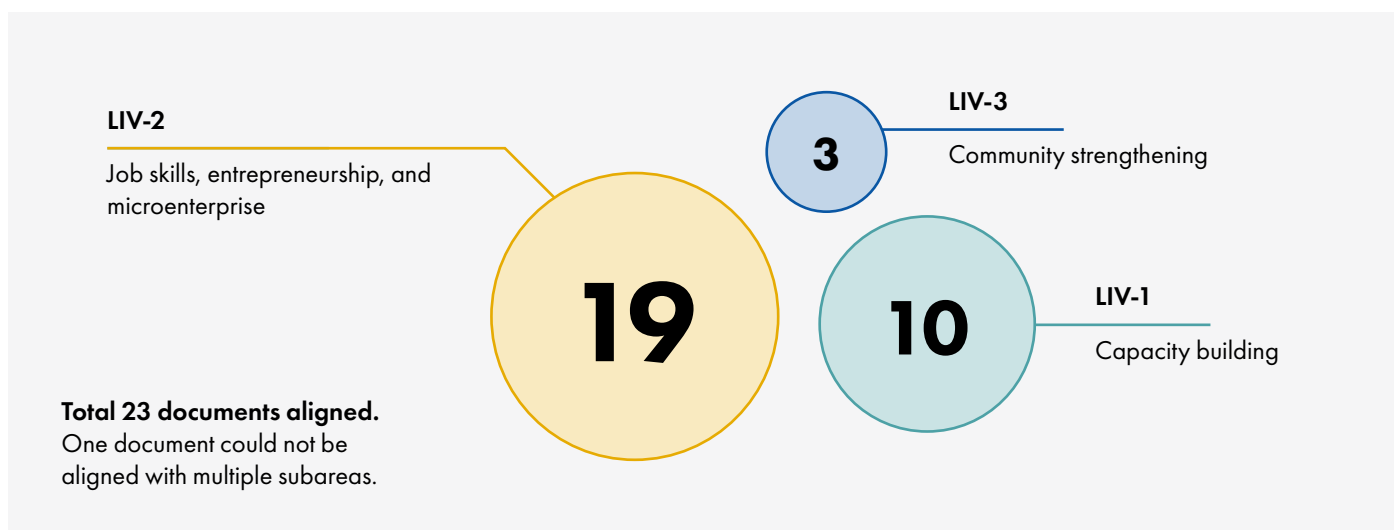 LIV-2
Job skills, entrepreneurship, and
microenterprise
19
3
LIV-3
Community strengthening
10
LIV-1
Capacity building
Total 23 documents aligned.
One document could not be
aligned with multiple subareas.